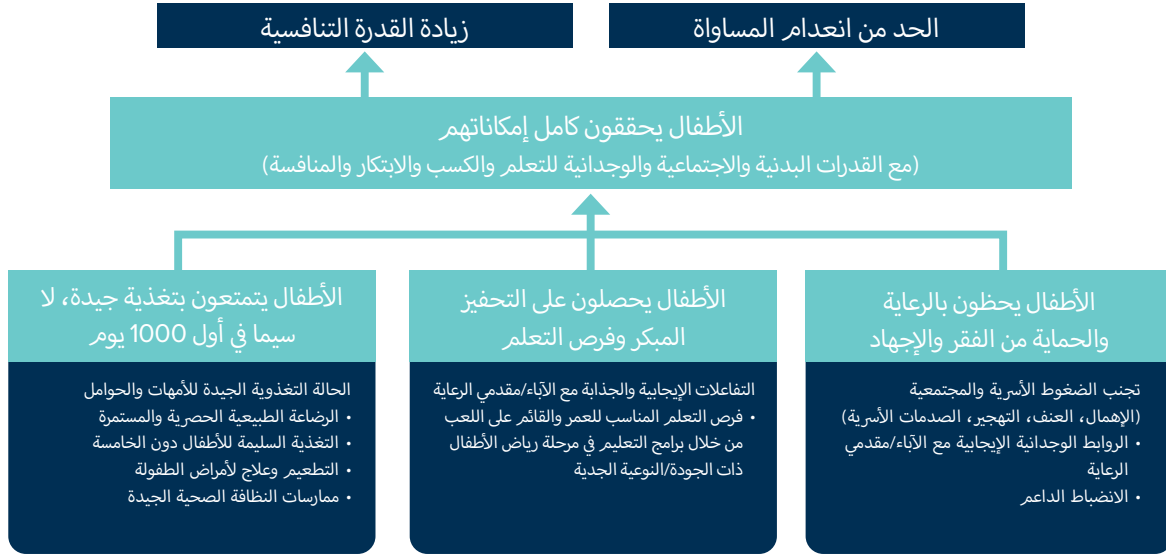 الحد من انعدام المساواة
زيادة القدرة التنافسية
الأطفال يحققون كامل إمكاناتهم
(مع القدرات البدنية والاجتماعية والوجدانية للتعلم والكسب والابتكار والمنافسة)
الأطفال يحظون بالرعاية
والحماية من الفقر والإجهاد
تجنب الضغوط الأسرية والمجتمعية
(الإهمال، العنف، التهجير، الصدمات الأسرية)
• الروابط الوجدانية الإيجابية مع الآباء/مقدمي
الرعاية
• الانضباط الداعم
الأطفال يحصلون على التحفيز
المبكر وفرص التعلم
التفاعلات الإيجابية والجذابة مع الآباء/مقدمي الرعاية
• فرص التعلم المناسب للعمر والقائم على اللعب
من خلال برامج التعليم في مرحلة رياض الأطفال
ذات الجودة/النوعية الجدية
الأطفال يتمتعون بتغذية جيدة، لا
سيما في أول 1000 يوم
الحالة التغذوية الجيدة للأمهات والحوامل
• الرضاعة الطبيعية الحصرية والمستمرة
• التغذية السليمة للأطفال دون الخامسة
• التطعيم وعلاج لأمراض الطفولة
• ممارسات النظافة الصحية الجيدة